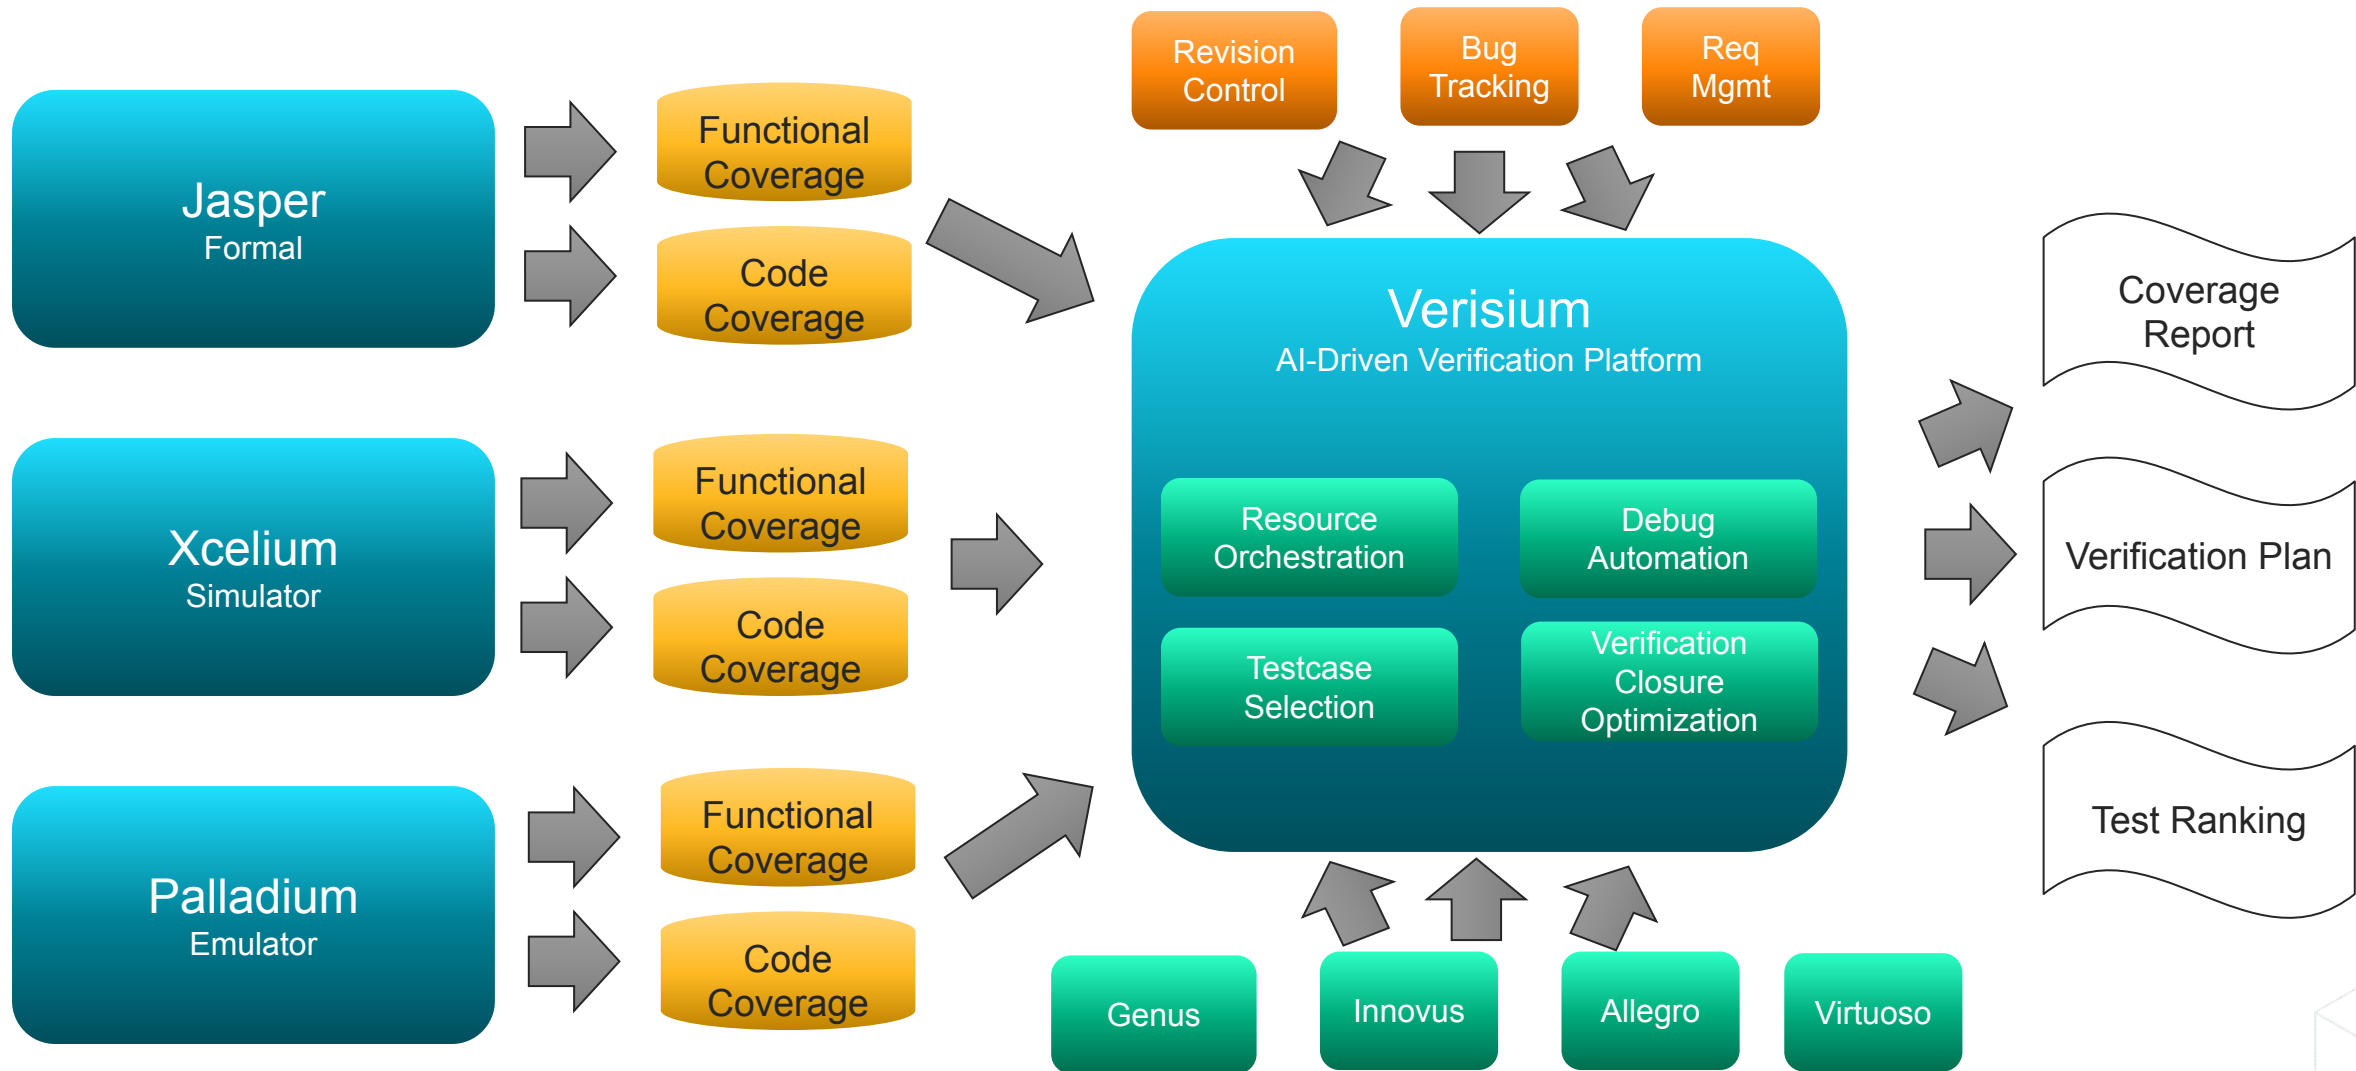 Revision
Control
Bug
Tracking
Req
Mgmt
Jasper
Formal
Functional
Coverage
Code
Coverage
Xcelium
Simulator
Functional
Coverage
Code
Coverage
Palladium
Emulator
Functional
Coverage
Code
Coverage
Verisium
AI-Driven Verification Platform
Resource
Orchestration
Debug
Automation
Testcase
Selection
Verification
Closure
Optimization
Coverage
Report
Verification Plan
Test Ranking
Genus
Innovus
Allegro
Virtuoso